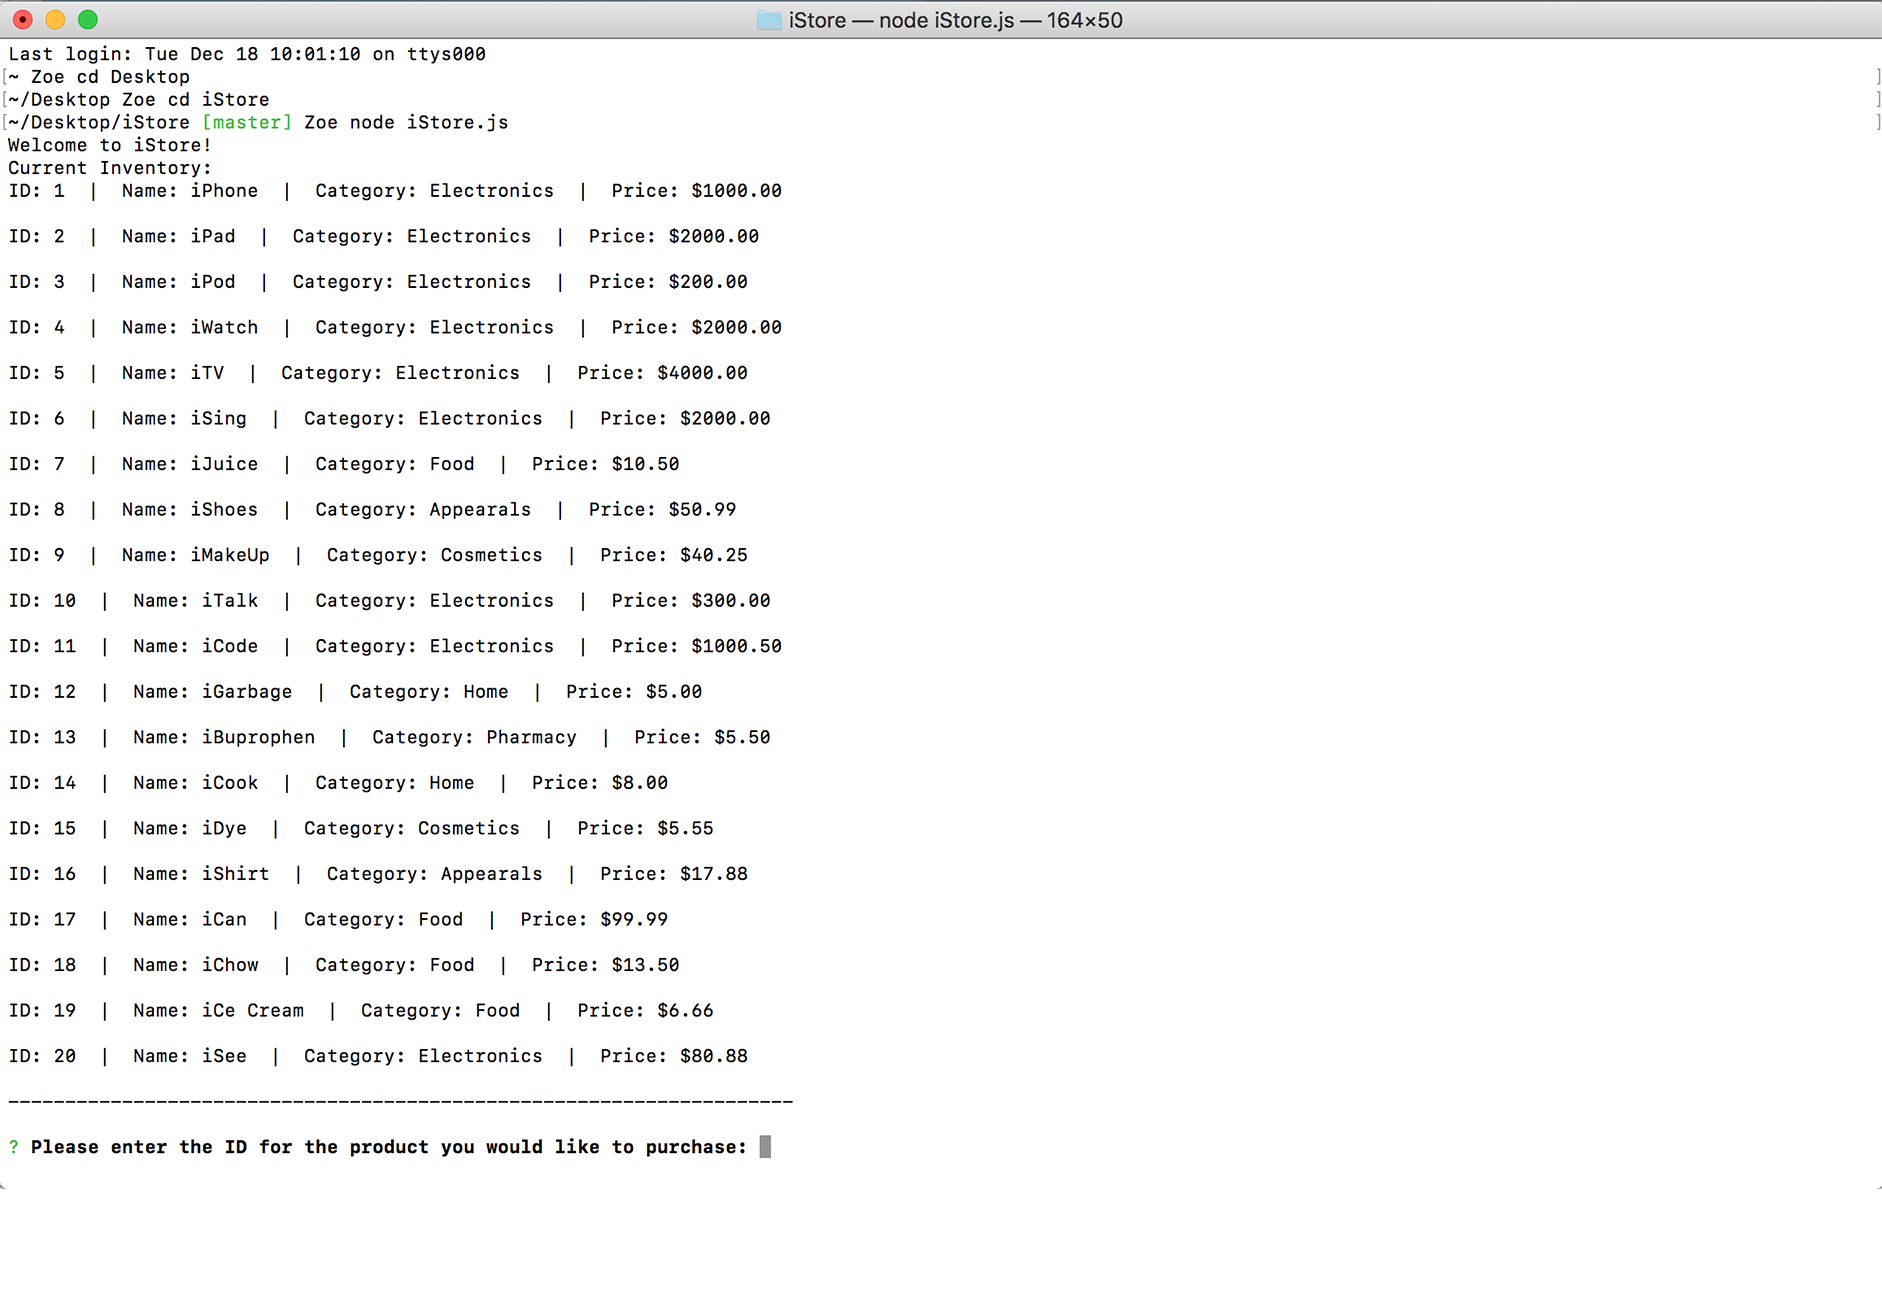 iStore — node iStore.js — 164×50
Last login: Tue Dec 18 10:01:10 on ttys000
[~ Zoe cd Desktop ]
[~/Desktop Zoe cd iStore ]
[~/Desktop/iStore [master] Zoe node iStore.js ]
Welcome to iStore!
Current Inventory:
ID: 1  |  Name: iPhone  |  Category: Electronics  |  Price: $1000.00
ID: 2  |  Name: iPad  |  Category: Electronics  |  Price: $2000.00
ID: 3  |  Name: iPod  |  Category: Electronics  |  Price: $200.00
ID: 4  |  Name: iWatch  |  Category: Electronics  |  Price: $2000.00
ID: 5  |  Name: iTV  |  Category: Electronics  |  Price: $4000.00
ID: 6  |  Name: iSing  |  Category: Electronics  |  Price: $2000.00
ID: 7  |  Name: iJuice  |  Category: Food  |  Price: $10.50
ID: 8  |  Name: iShoes  |  Category: Appearals  |  Price: $50.99
ID: 9  |  Name: iMakeUp  |  Category: Cosmetics  |  Price: $40.25
ID: 10  |  Name: iTalk  |  Category: Electronics  |  Price: $300.00
ID: 11  |  Name: iCode  |  Category: Electronics  |  Price: $1000.50
ID: 12  |  Name: iGarbage  |  Category: Home  |  Price: $5.00
ID: 13  |  Name: iBuprophen  |  Category: Pharmacy  |  Price: $5.50
ID: 14  |  Name: iCook  |  Category: Home  |  Price: $8.00
ID: 15  |  Name: iDye  |  Category: Cosmetics  |  Price: $5.55
ID: 16  |  Name: iShirt  |  Category: Appearals  |  Price: $17.88
ID: 17  |  Name: iCan  |  Category: Food  |  Price: $99.99
ID: 18  |  Name: iChow  |  Category: Food  |  Price: $13.50
ID: 19  |  Name: iCe Cream  |  Category: Food  |  Price: $6.66
ID: 20  |  Name: iSee  |  Category: Electronics  |  Price: $80.88
---------------------------------------------------------------------
? Please enter the ID for the product you would like to purchase: